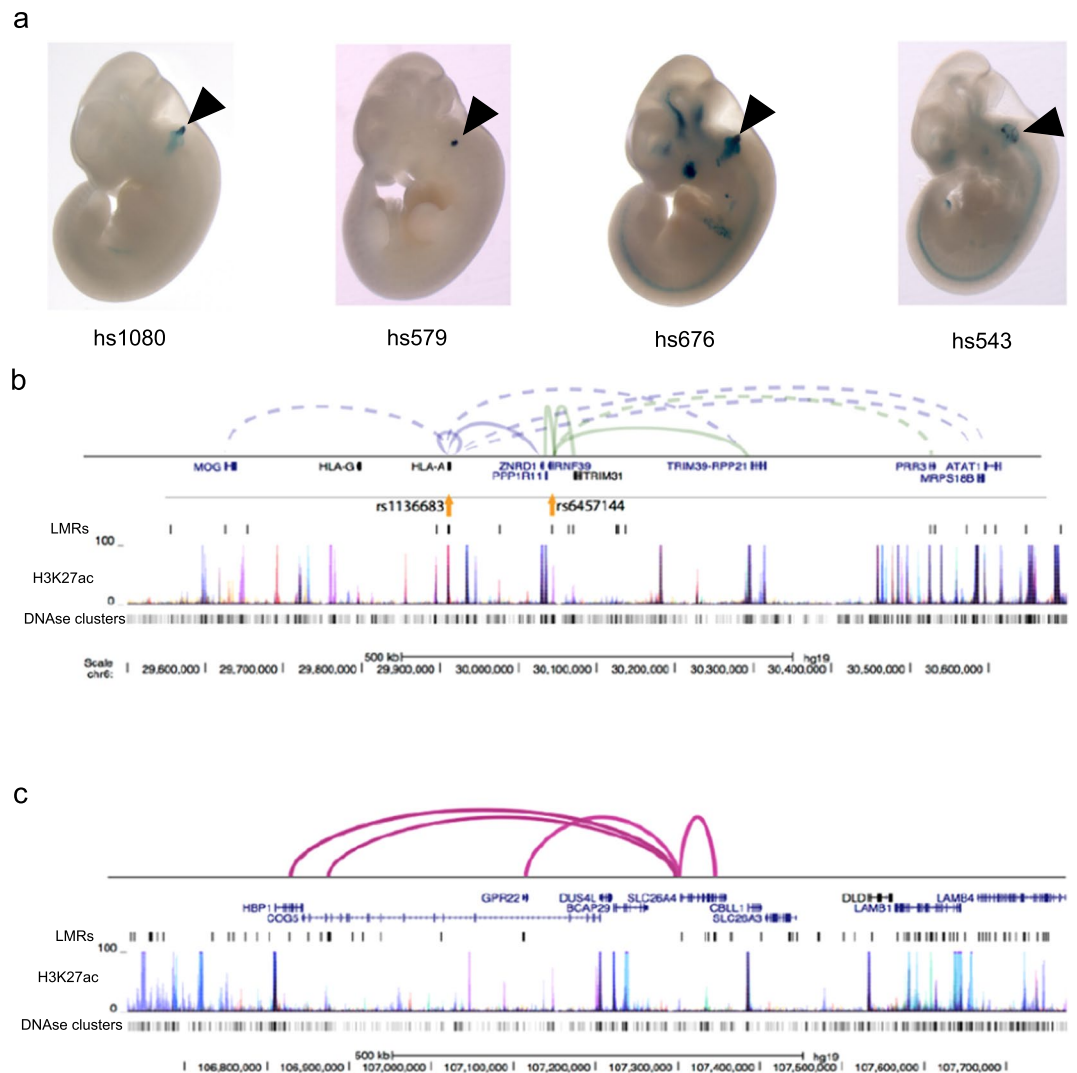 a
hs1080 hs579 hs676 hs543
b
MOG HLA-G HLA-A ZNRD1 RNF39 TRIM39-RPP21 PRR3 ATAT1
PPP1R11 TRIM31 MRPS18B
rs1136683 rs6457144
LMRs
100
H3K27ac
0
DNAse clusters
500 kb hg19
Scale
chr6: 29,600,000 29,700,000 29,800,000 29,900,000 30,000,000 30,100,000 30,200,000 30,300,000 30,400,000 30,500,000 30,600,000
c
GPR22 DUS4L SLC26A4 DLD LAMB4
HBP1 BCAP29 CBLL1 LAMB1
COG5 SLC26A3
LMRs
100
H3K27ac
0
DNAse clusters
500 kb hg19
106,800,000 106,900,000 107,000,000 107,100,000 107,200,000 107,300,000 107,400,000 107,500,000 107,600,000 107,700,000